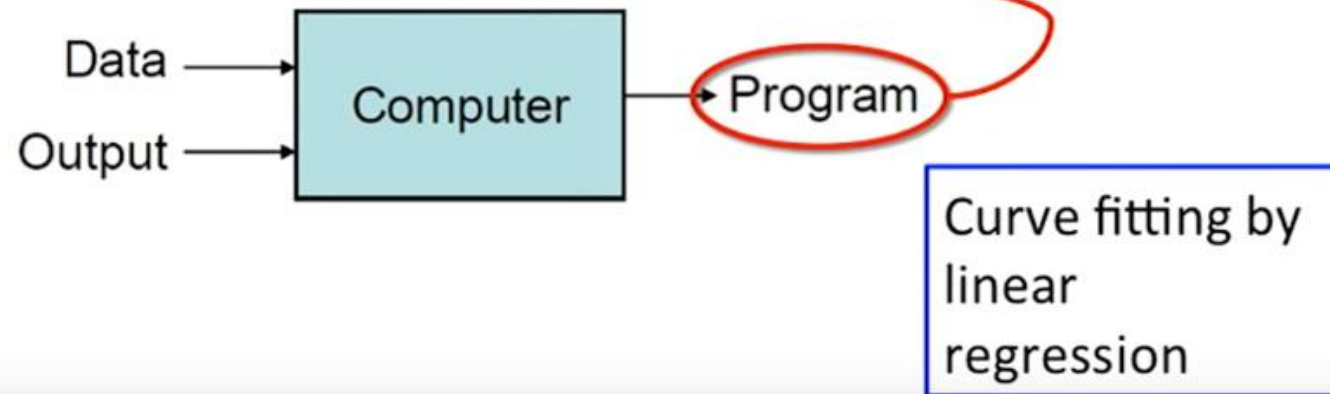 Data
Computer
Program
Output
Curve fitting by
linear
regression